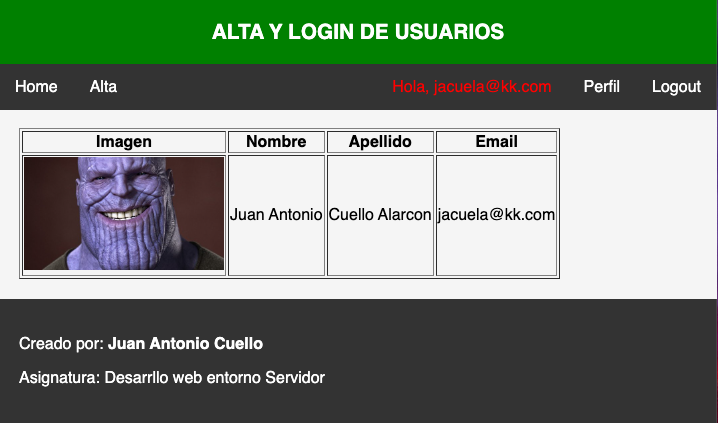 ALTA Y LOGIN DE USUARIOS
Home Alta Hola, jacuela@kk.com Perfil Logout
Imagen Nombre Apellido Email
Juan Antonio Cuello Alarcon jacuela@kk.com
Creado por: Juan Antonio Cuello
Asignatura: Desarrllo web entorno Servidor